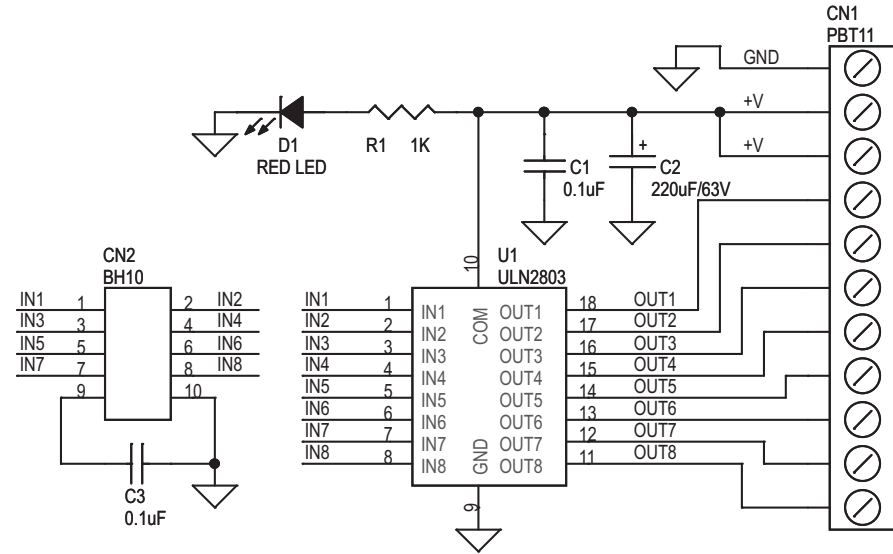 CN1
PBT11
GND
+V
+V
D1
RED LED
R1 1K
C1
0.1uF
+
C2
220uF/63V
CN2
BH10
IN1 1 2 IN2
IN3 3 4 IN4
IN5 5 6 IN6
IN7 7 8 IN8
9 10
C3
0.1uF
U1
ULN2803
10
COM
IN1 1 IN1 OUT1 18 OUT1
IN2 2 IN2 OUT2 17 OUT2
IN3 3 IN3 OUT3 16 OUT3
IN4 4 IN4 OUT4 15 OUT4
IN5 5 IN5 OUT5 14 OUT5
IN6 6 IN6 OUT6 13 OUT6
IN7 7 IN7 OUT7 12 OUT7
IN8 8 IN8 OUT8 11 OUT8
GND
9